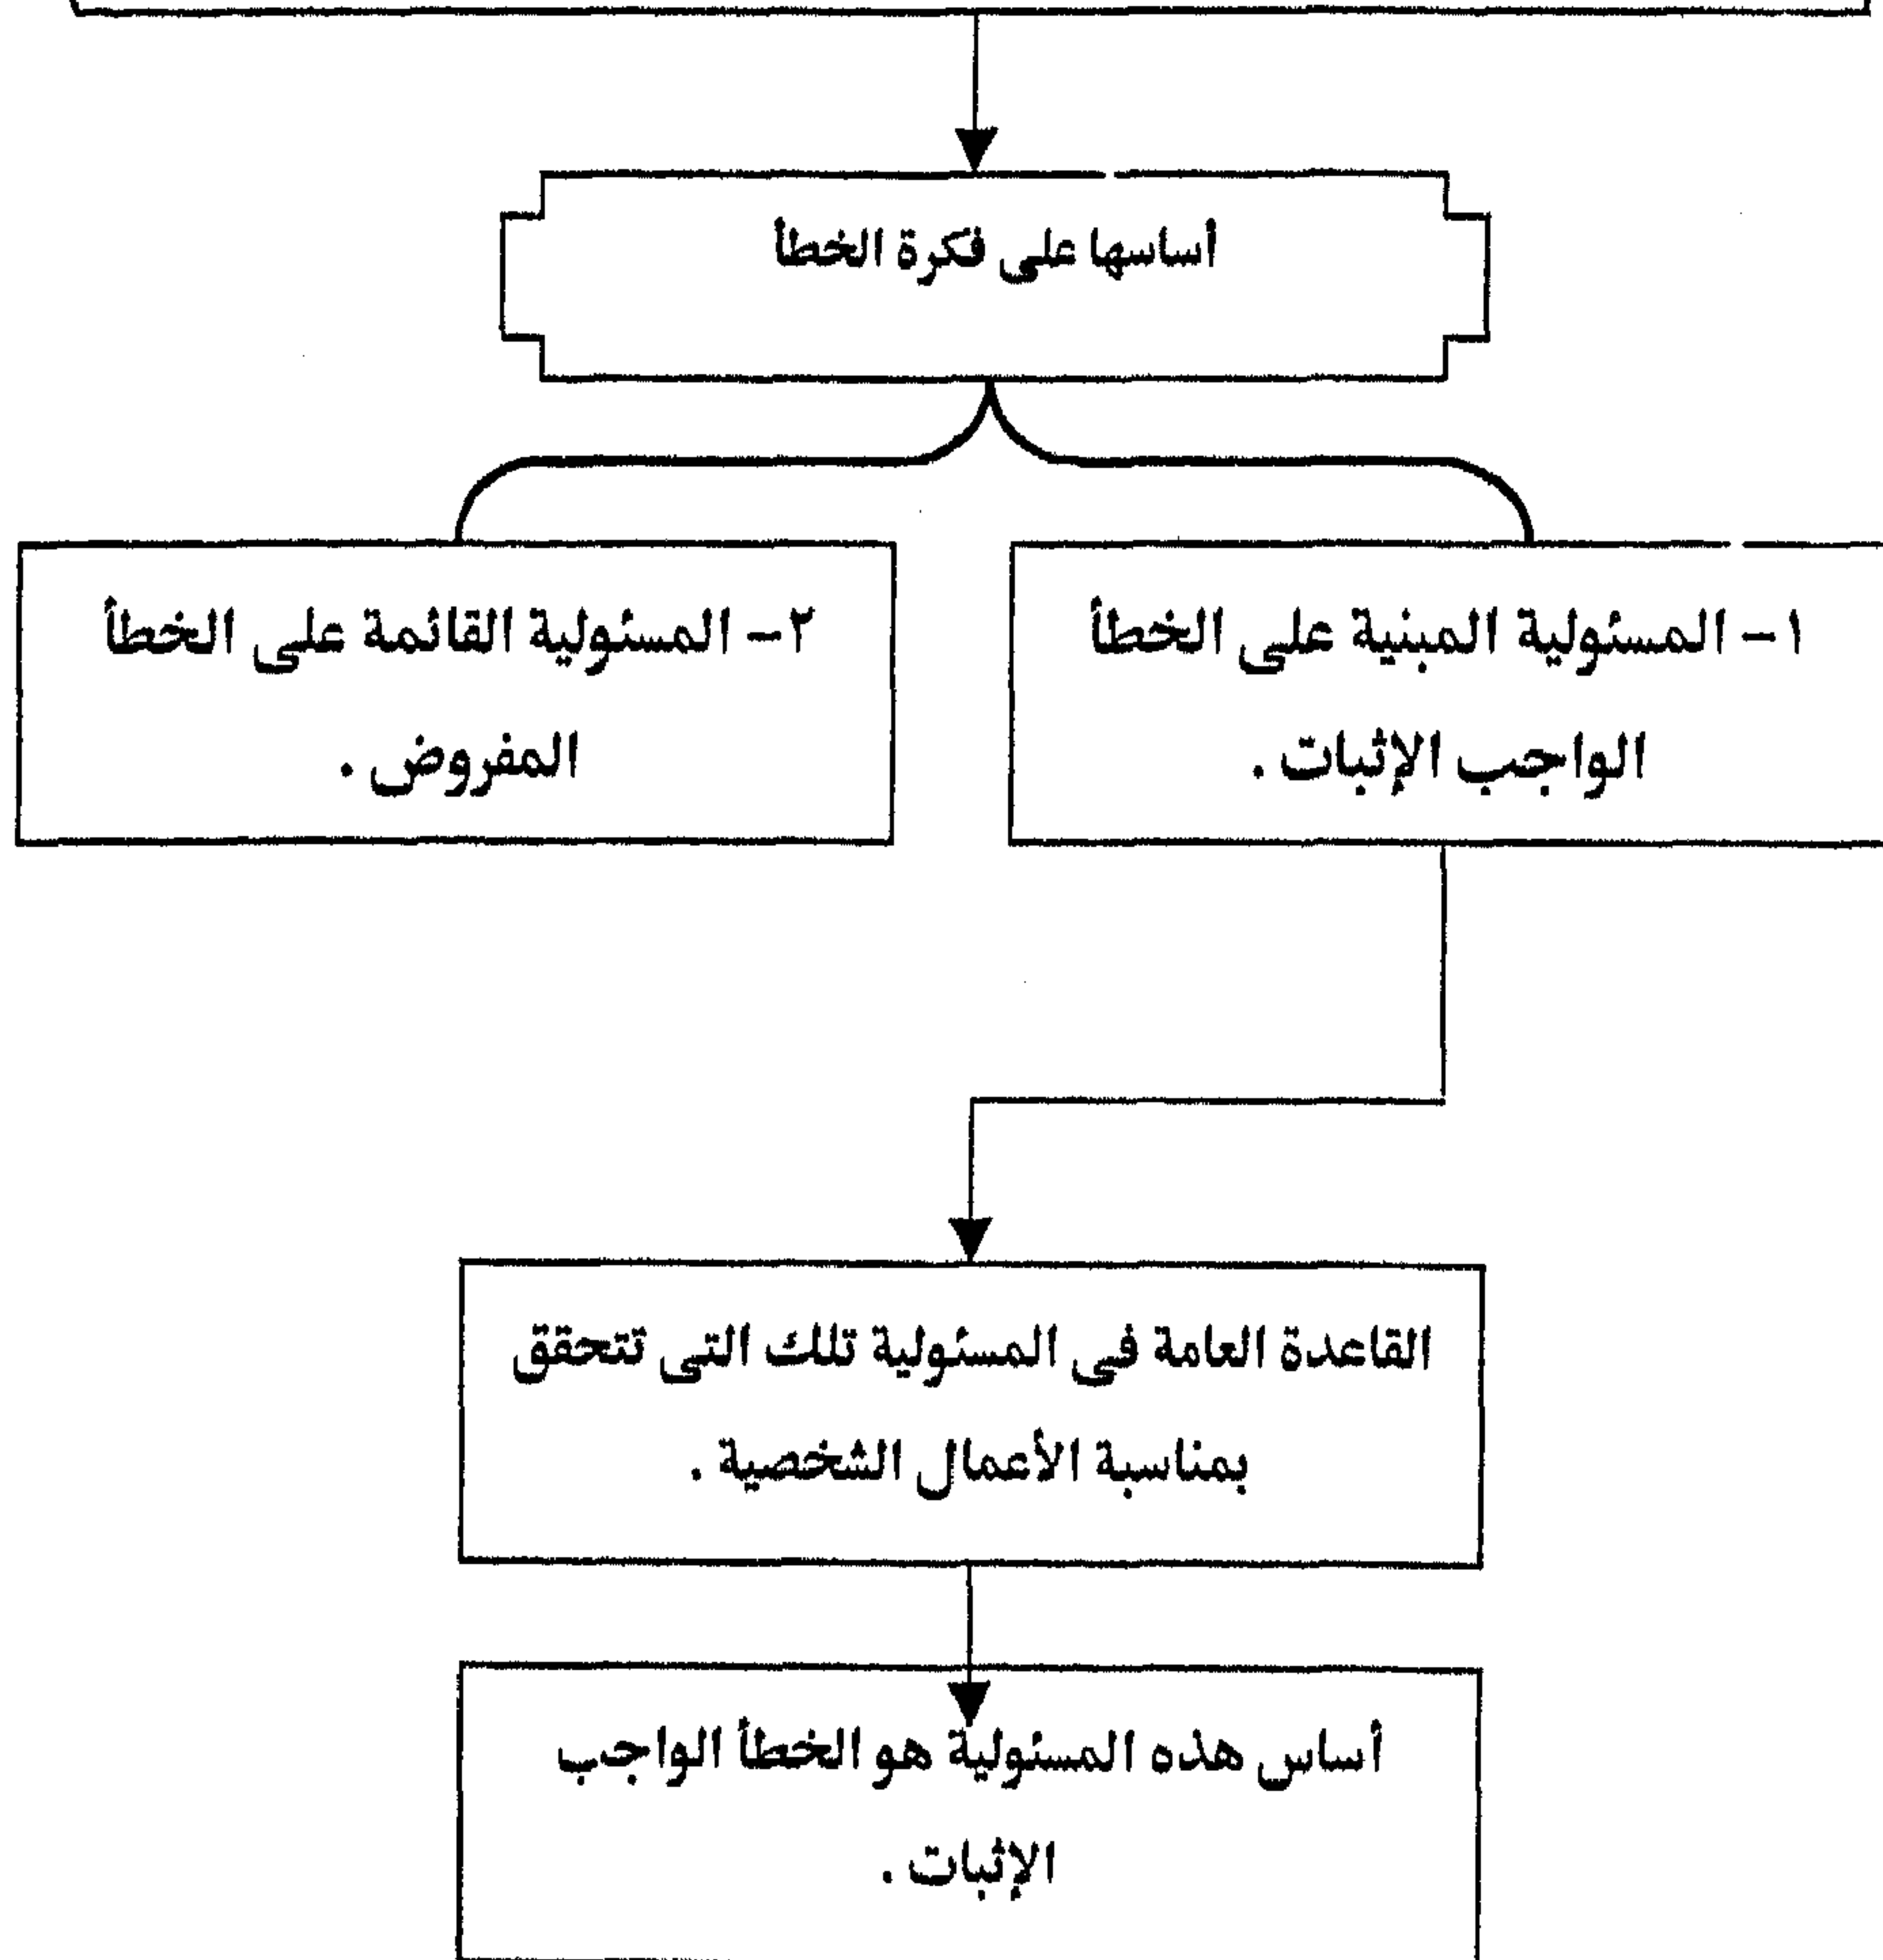 أساسها على فكرة الخطأ
١- المسئولية المبنية على الخطأ
الواجب الإثبات .
٢- المسئولية القائمة على الخطأ
المفروض .
القاعدة العامة فى المسئولية تلك التى تتحقق
بمناسبة الأعمال الشخصية .
أساس هذه المسئولية هو الخطأ الواجب
الإثبات .